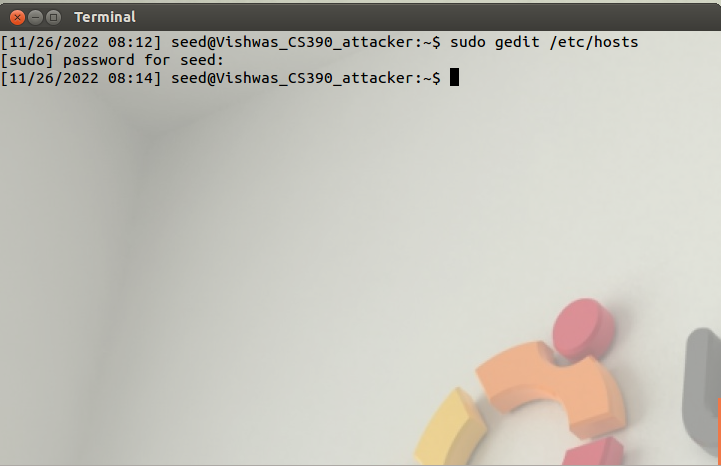 Terminal
[11/26/2022 08:12] seed@Vishwas_CS390_attacker:~$ sudo gedit /etc/hosts
[sudo] password for seed:
[11/26/2022 08:14] seed@Vishwas_CS390_attacker:~$